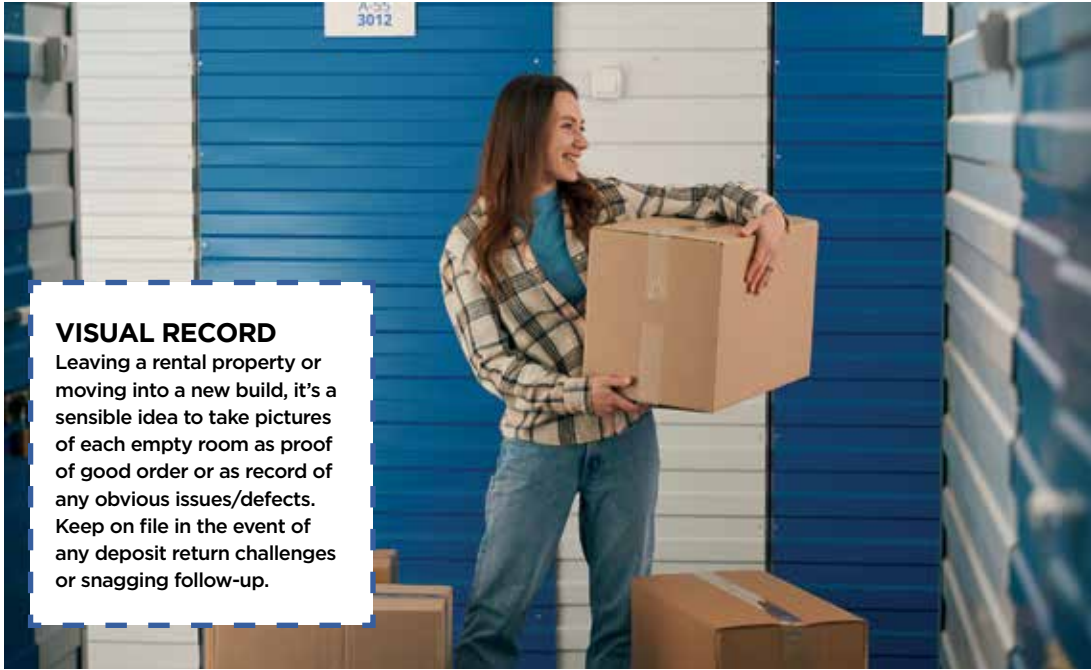 A-55
3012
VISUAL RECORD
Leaving a rental property or
moving into a new build, it’s a
sensible idea to take pictures
of each empty room as proof
of good order or as record of
any obvious issues/defects.
Keep on file in the event of
any deposit return challenges
or snagging follow-up.